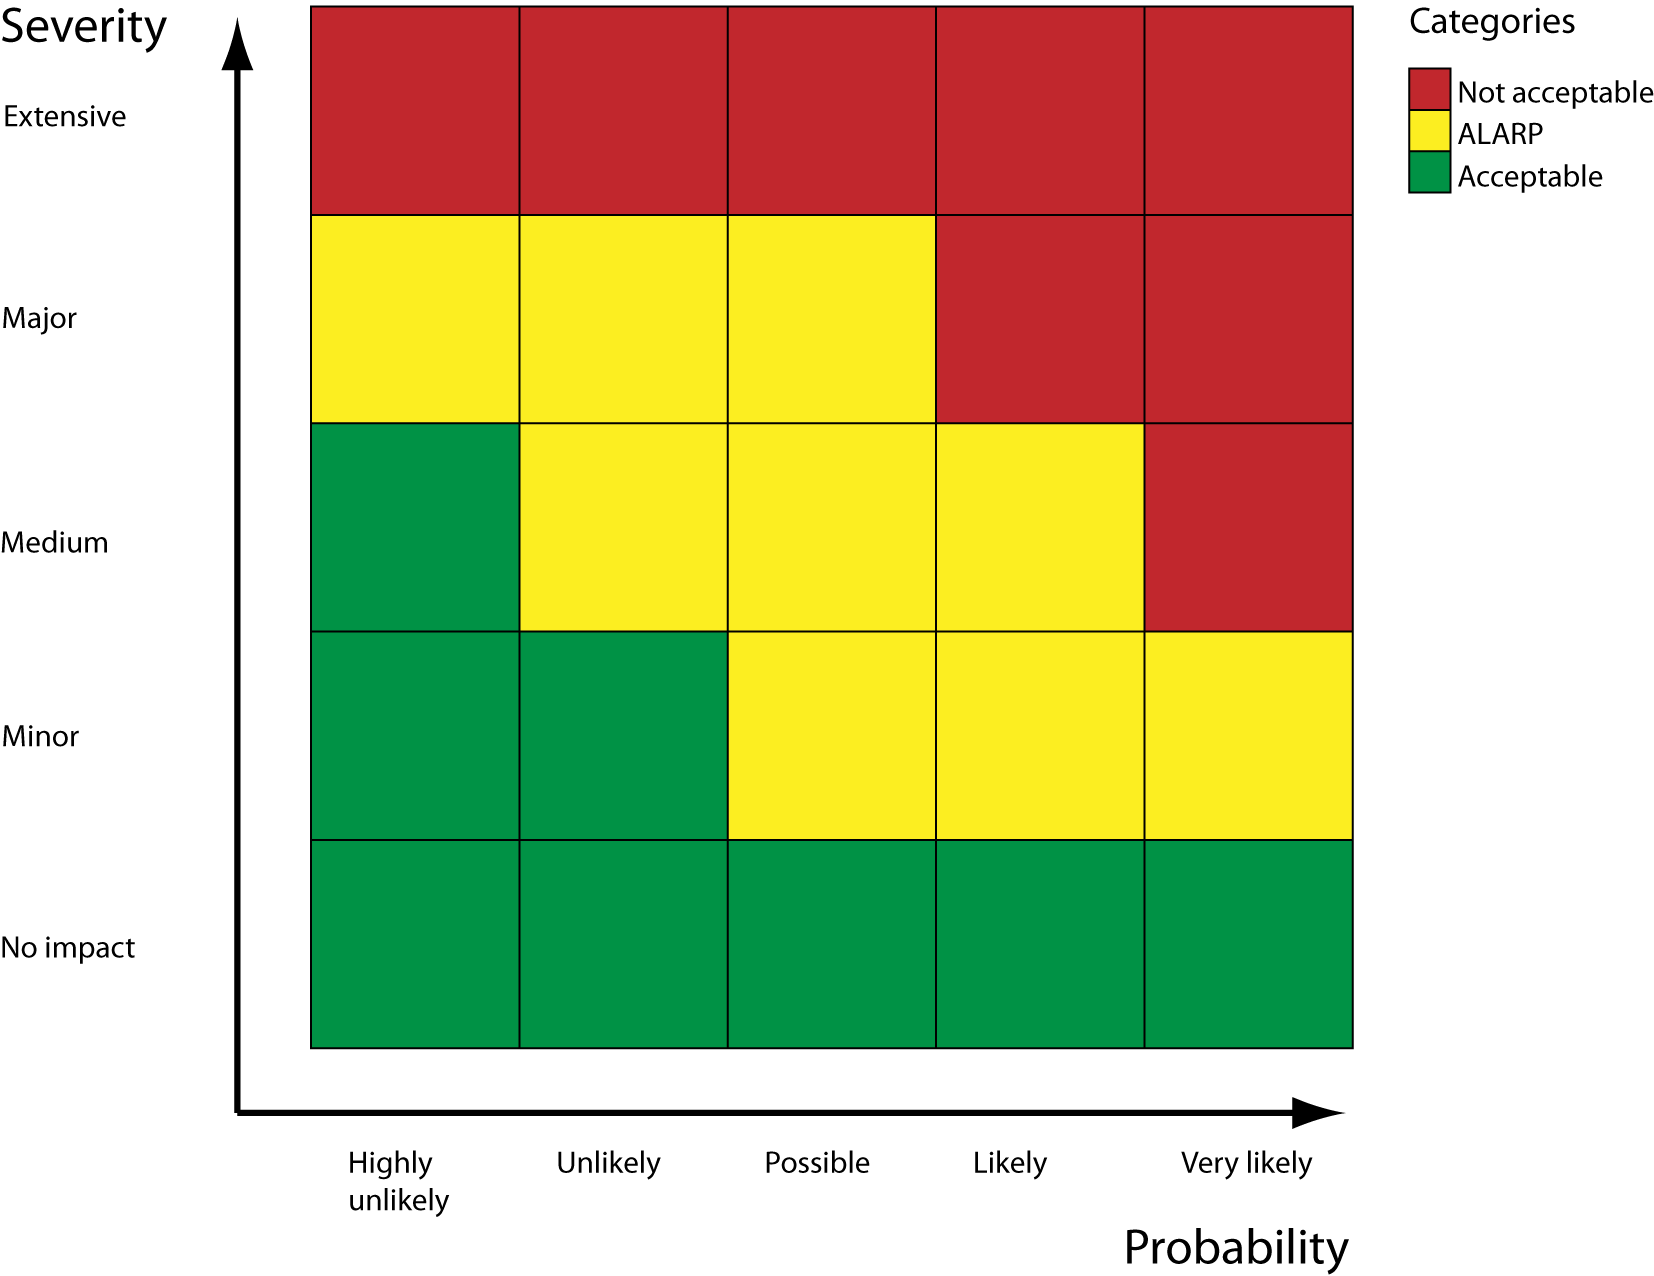 Severity
Extensive
Major
Medium
Minor
No impact
Highly
unlikely
Unlikely
Possible
Likely
Very likely
Probability
Categories
Not acceptable
ALARP
Acceptable